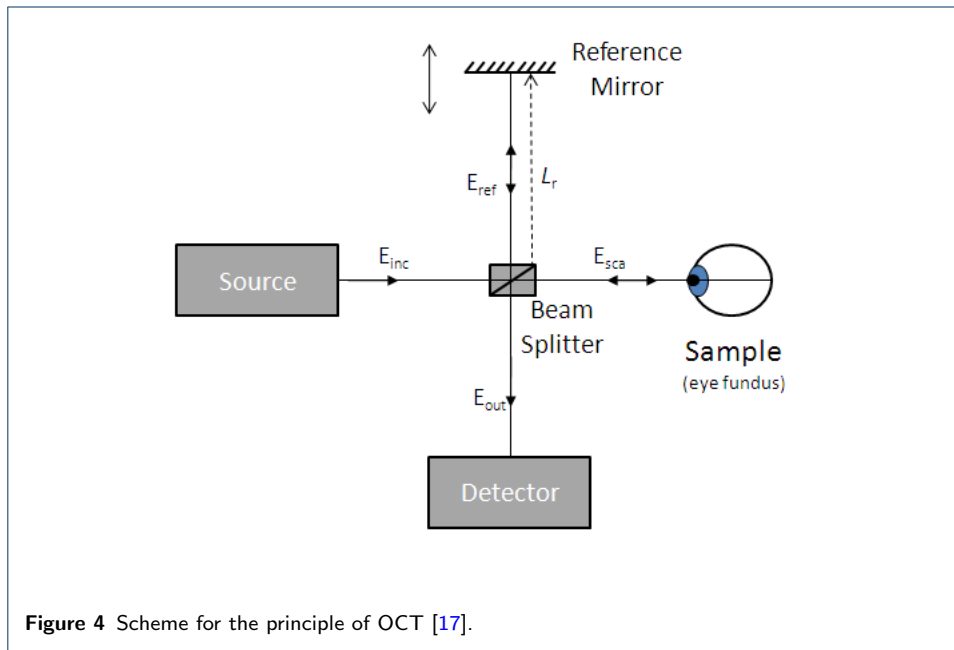 Reference
Mirror
E_ref
L_r
Source
E_inc
E_sca
Beam
Splitter
Sample
(eye fundus)
E_out
Detector
Figure 4 Scheme for the principle of OCT [17].